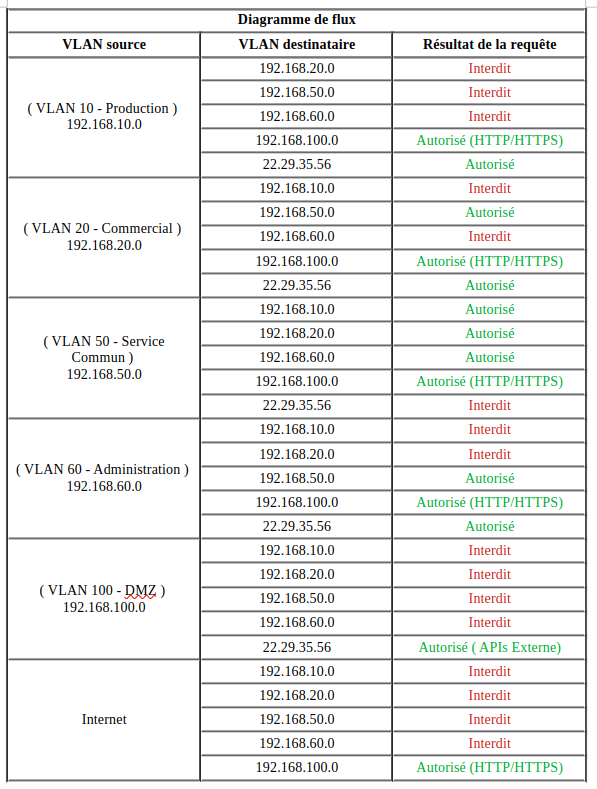 Diagramme de flux
VLAN source VLAN destinataire Résultat de la requête
( VLAN 10 - Production )
192.168.10.0
192.168.20.0 Interdit
192.168.50.0 Interdit
192.168.60.0 Interdit
192.168.100.0 Autorisé (HTTP/HTTPS)
22.29.35.56 Autorisé
( VLAN 20 - Commercial )
192.168.20.0
192.168.10.0 Interdit
192.168.50.0 Autorisé
192.168.60.0 Interdit
192.168.100.0 Autorisé (HTTP/HTTPS)
22.29.35.56 Autorisé
( VLAN 50 - Service
Commun )
192.168.50.0
192.168.10.0 Autorisé
192.168.20.0 Autorisé
192.168.60.0 Autorisé
192.168.100.0 Autorisé (HTTP/HTTPS)
22.29.35.56 Interdit
( VLAN 60 - Administration )
192.168.60.0
192.168.10.0 Interdit
192.168.20.0 Interdit
192.168.50.0 Autorisé
192.168.100.0 Autorisé (HTTP/HTTPS)
22.29.35.56 Autorisé
( VLAN 100 - DMZ )
192.168.100.0
192.168.10.0 Interdit
192.168.20.0 Interdit
192.168.50.0 Interdit
192.168.60.0 Interdit
22.29.35.56 Autorisé ( APIs Externe)
Internet
192.168.10.0 Interdit
192.168.20.0 Interdit
192.168.50.0 Interdit
192.168.60.0 Interdit
192.168.100.0 Autorisé (HTTP/HTTPS)